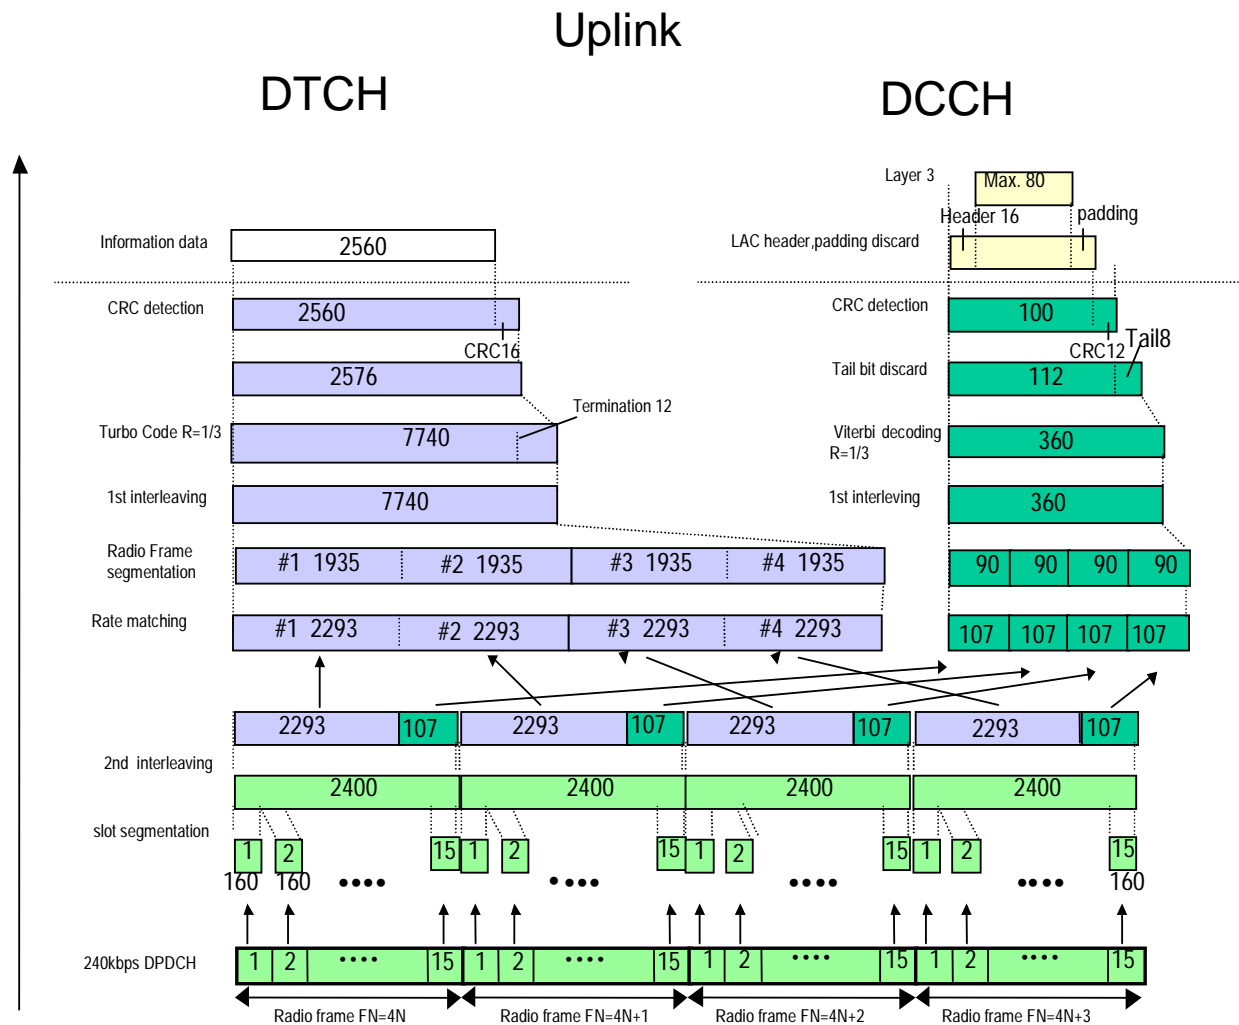 Uplink
DTCH
DCCH
Layer 3
Max. 80
Header 16
padding
Information data
2560
LAC header,padding discard
CRC detection
2560
CRC16
CRC detection
100
CRC12
Tail8
2576
Tail bit discard
112
Termination 12
Turbo Code R=1/3
7740
Viterbi decoding
R=1/3
360
1st interleaving
7740
1st interleving
360
Radio Frame
segmentation
#1 1935 #2 1935 #3 1935 #4 1935
90 90 90 90
Rate matching
#1 2293 #2 2293 #3 2293 #4 2293
107 107 107 107
2293 107 2293 107 2293 107 2293 107
2nd interleaving
2400 2400 2400 2400
slot segmentation
1 2 15 1 2 15 1 2 15 1 2 15
160 160 •••• •••• •••• •••• 160
240kbps DPDCH
1 2 •••• 15 1 2 •••• 15 1 2 •••• 15 1 2 •••• 15
Radio frame FN=4N Radio frame FN=4N+1 Radio frame FN=4N+2 Radio frame FN=4N+3